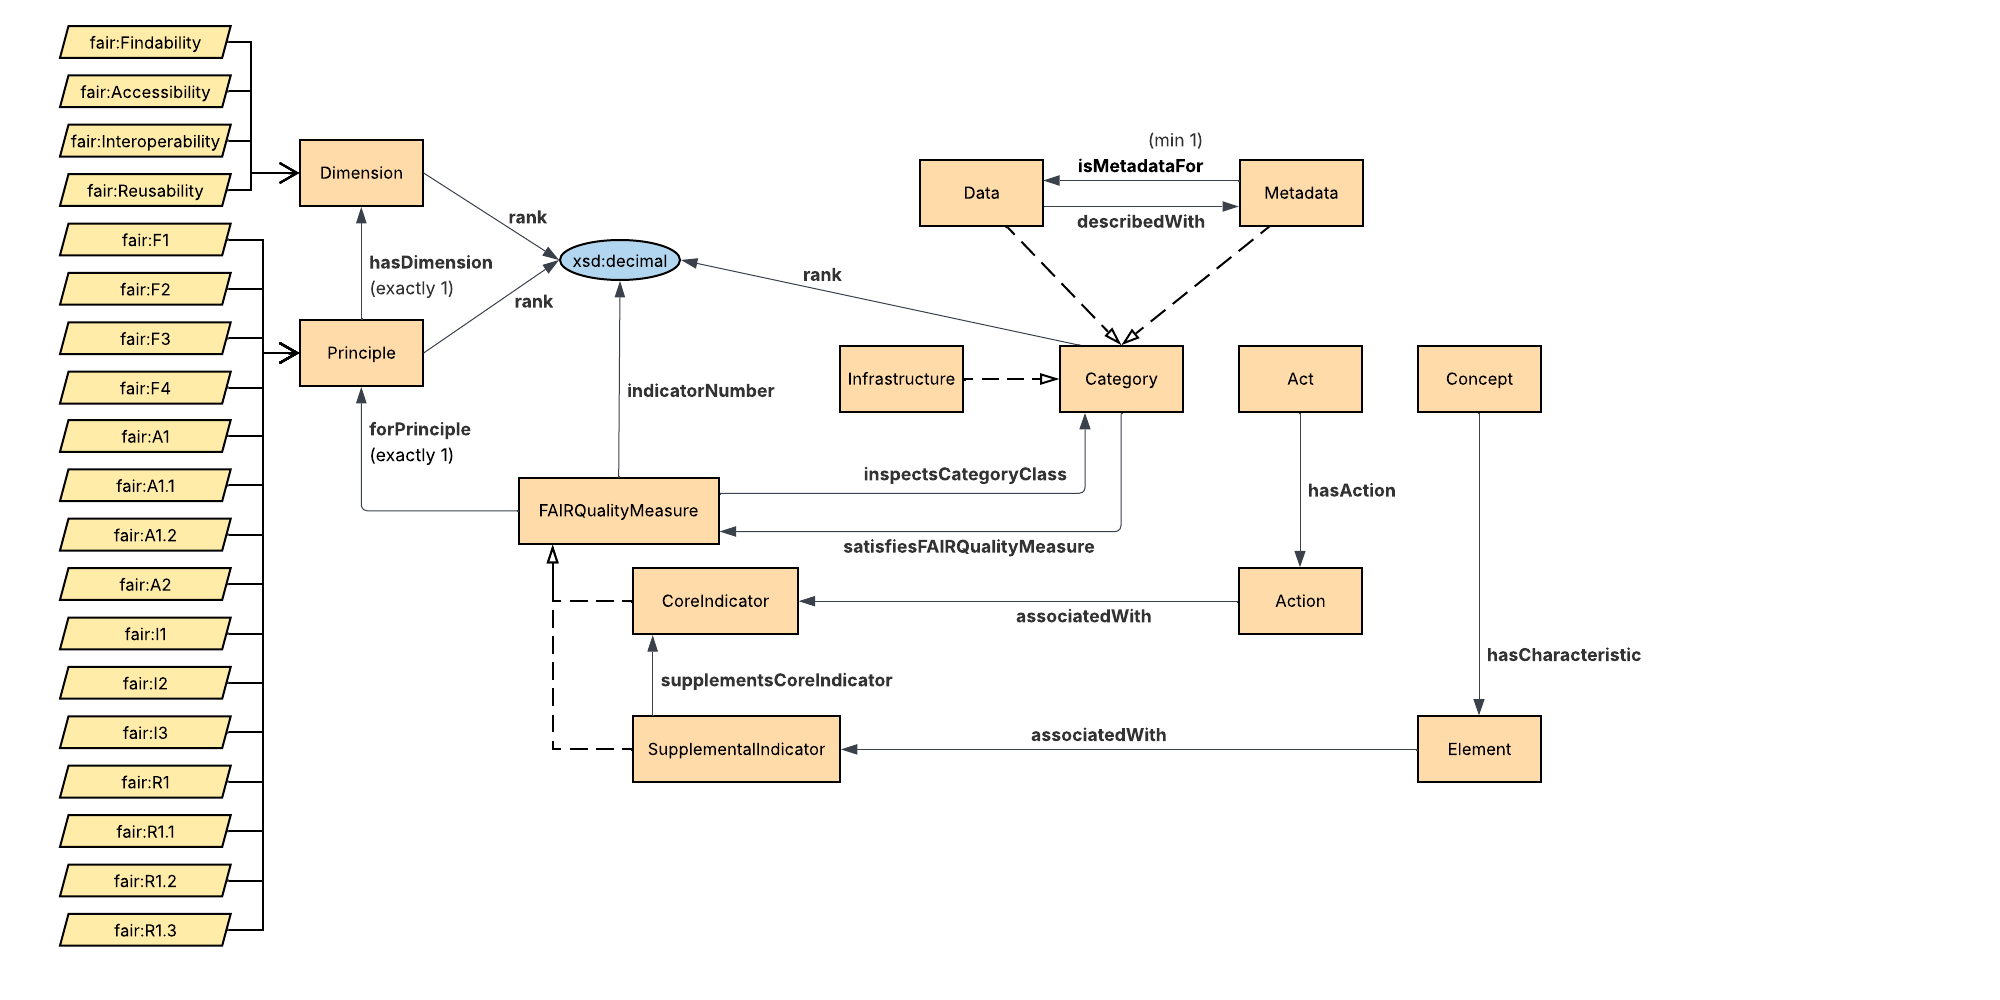 fair:Findability
fair:Accessibility
fair:Interoperability
fair:Reusability
fair:F1
fair:F2
fair:F3
fair:F4
fair:A1
fair:A1.1
fair:A1.2
fair:A2
fair:I1
fair:I2
fair:I3
fair:R1
fair:R1.1
fair:R1.2
fair:R1.3
Dimension
rank
hasDimension
(exactly 1)
rank
Principle
forPrinciple
(exactly 1)
xsd:decimal
indicatorNumber
FAIRQualityMeasure
rank
Data
(min 1)
isMetadataFor
describedWith
Metadata
Infrastructure
Category
Act
Concept
inspectsCategoryClass
satisfiesFAIRQualityMeasure
hasAction
CoreIndicator
associatedWith
Action
supplementsCoreIndicator
hasCharacteristic
SupplementalIndicator
associatedWith
Element